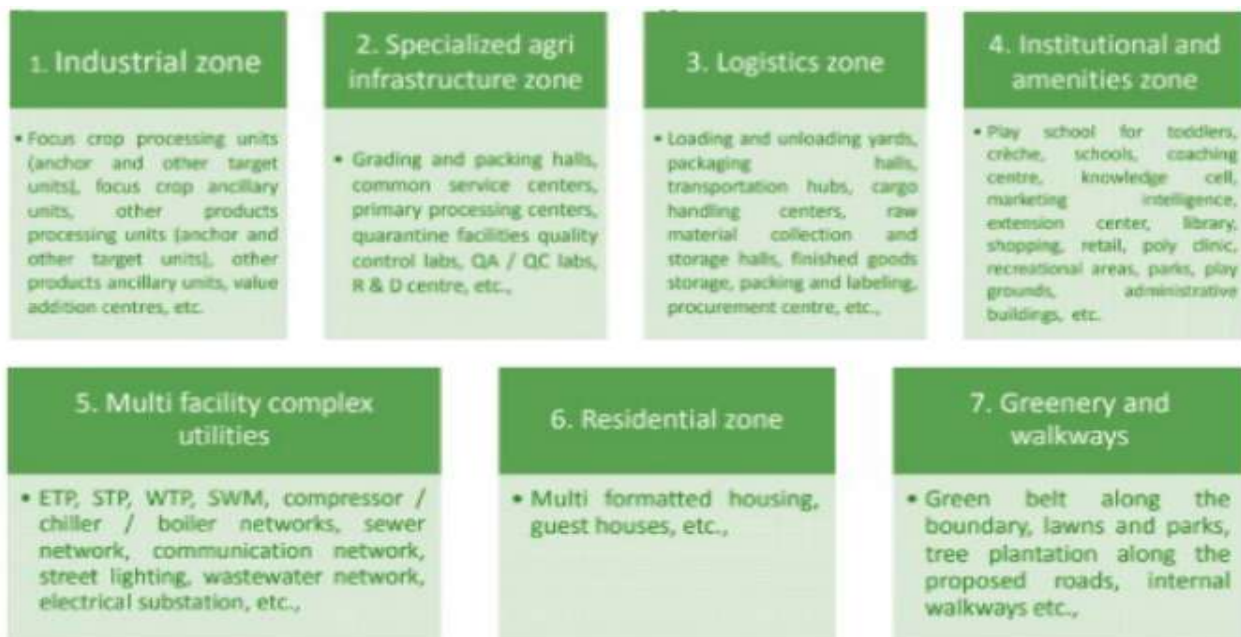 1. Industrial zone
• Focus crop processing units
(anchor and other target
units), focus crop ancillary
units, other products
processing units (anchor and
other target units), other
products ancillary units, value
addition centres, etc.
2. Specialized agri
infrastructure zone
• Grading and packing halls,
common service centers,
primary processing centers,
quarantine facilities quality
control labs, QA / QC labs,
R & D centre, etc.,
3. Logistics zone
• Loading and unloading yards,
packaging halls,
transportation hubs, cargo
handling centers, raw
material collection and
storage halls, finished goods
storage, packing and labeling,
procurement centre, etc.,
4. Institutional and
amenities zone
• Play school for toddlers,
crèche, schools, coaching
centre, knowledge cell,
marketing intelligence,
extension center, library,
shopping, retail, poly clinic,
recreational areas, parks, play
grounds, administrative
buildings, etc.
5. Multi facility complex
utilities
• ETP, STP, WTP, SWM, compressor /
chiller / boiler networks, sewer
network, communication network,
street lighting, wastewater network,
electrical substation, etc.,
6. Residential zone
• Multi formatted housing,
guest houses, etc.,
7. Greenery and
walkways
• Green belt along the
boundary, lawns and parks,
tree plantation along the
proposed roads, internal
walkways etc.,